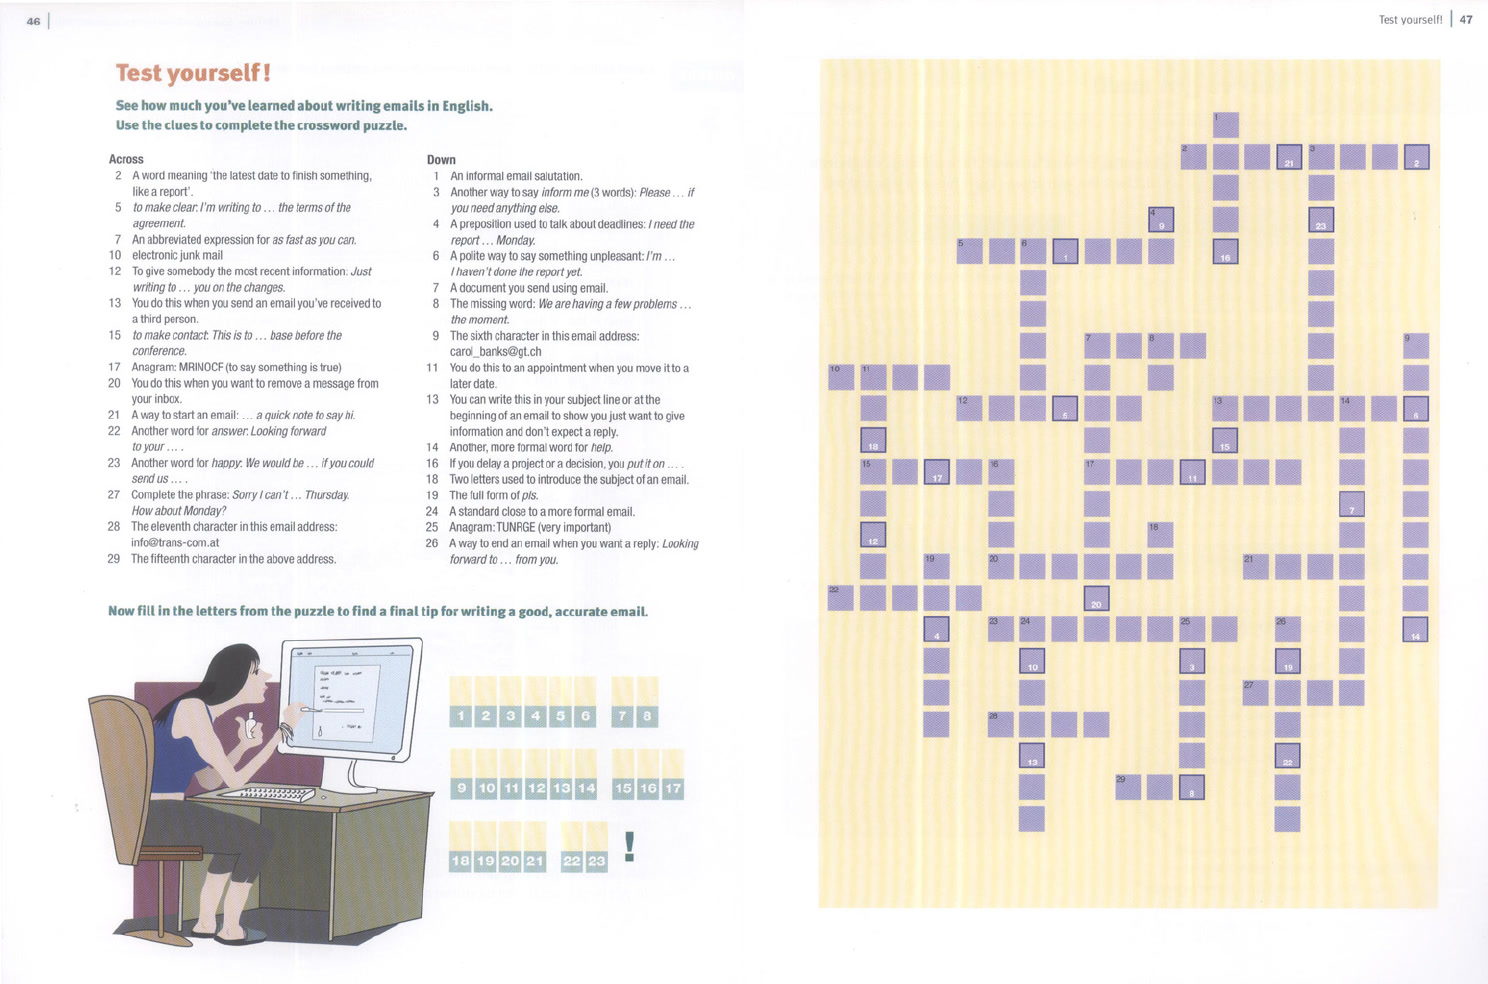 46
Test yourself! 47
Test yourself!
See how much you've learned about writing emails in English.
Use the clues to complete the crossword puzzle.
Across
2 A word meaning 'the latest date to finish something,
like a report'.
5 to make clear: I'm writing to ... the terms of the
agreement.
7 An abbreviated expression for as fast as you can.
10 electronic junk mail
12 To give somebody the most recent information: Just
writing to ... you on the changes.
13 You do this when you send an email you've received to
a third person.
15 to make contact: This is to ... base before the
conference.
17 Anagram: MRINOCF (to say something is true)
20 You do this when you want to remove a message from
your inbox.
21 A way to start an email: ... a quick note to say hi.
22 Another word for answer: Looking forward
to your ... .
23 Another word for happy: We would be ... if you could
send us ... .
27 Complete the phrase: Sorry I can't ... Thursday.
How about Monday?
28 The eleventh character in this email address:
info@trans-com.at
29 The fifteenth character in the above address.
Down
1 An informal email salutation.
3 Another way to say inform me (3 words): Please ... if
you need anything else.
4 A preposition used to talk about deadlines: I need the
report ... Monday.
6 A polite way to say something unpleasant: I'm ...
I haven't done the report yet.
7 A document you send using email.
8 The missing word: We are having a few problems ...
the moment.
9 The sixth character in this email address:
carol_banks@gt.ch
11 You do this to an appointment when you move it to a
later date.
13 You can write this in your subject line or at the
beginning of an email to show you just want to give
information and don't expect a reply.
14 Another, more formal word for help.
16 If you delay a project or a decision, you put it on ... .
18 Two letters used to introduce the subject of an email.
19 The full form of pls.
24 A standard close to a more formal email.
25 Anagram: TUNRGE (very important)
26 A way to end an email when you want a reply: Looking
forward to ... from you.
Now fill in the letters from the puzzle to find a final tip for writing a good, accurate email.
1 2 3 4 5 6 7 8
9 10 11 12 13 14 15 16 17
18 19 20 21 22 23 !
1
2 21 3 2
4 9 23
5 6 1 16
7 8 9
10 11
12 5 13 14 6
18 15
15 17 16 17 11
7
12 18
19 20 21
22 20
23 24 4 25 26 14
10 3 19
27
28
13 22
29 8